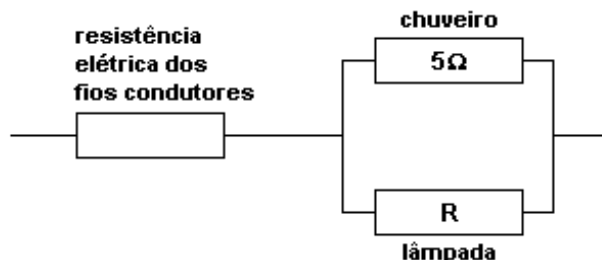 resistência
elétrica dos
fios condutores
chuveiro
5Ω
R
lâmpada